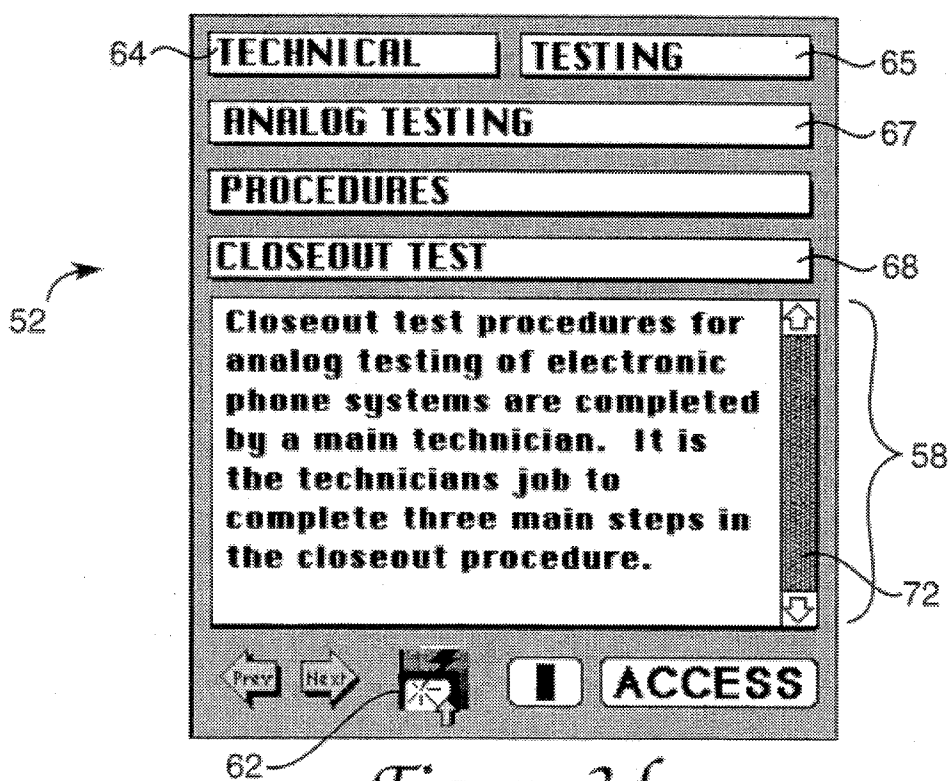 64 TECHNICAL TESTING 65
ANALOG TESTING 67
PROCEDURES
CLOSEOUT TEST 68
52
Closeout test procedures for
analog testing of electronic
phone systems are completed
by a main technician. It is
the technicians job to
complete three main steps in
the closeout procedure.
58
72
Prev Next ACCESS
62